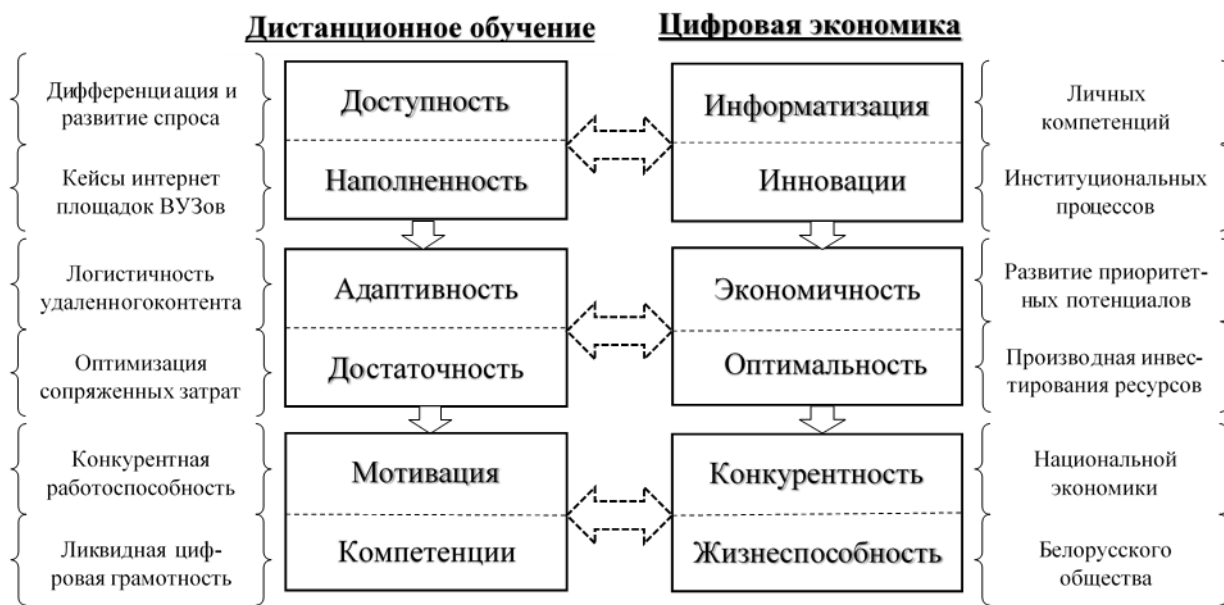 Дистанционное обучение
Цифровая экономика
Дифференциация и
развитие спроса
Доступность
Информатизация
Личных
компетенций
Кейсы интернет
площадок ВУЗов
Наполненность
Инновации
Институциональных
процессов
Логистичность
удаленногоконтента
Адаптивность
Экономичность
Развитие приоритет-
тных потенциалов
Оптимизация
сопряженных затрат
Достаточность
Оптимальность
Производная инвес-
тирования ресурсов
Конкурентная
работоспособность
Мотивация
Конкурентность
Национальной
экономики
Ликвидная циф-
ровая грамотность
Компетенции
Жизнеспособность
Белорусского
общества